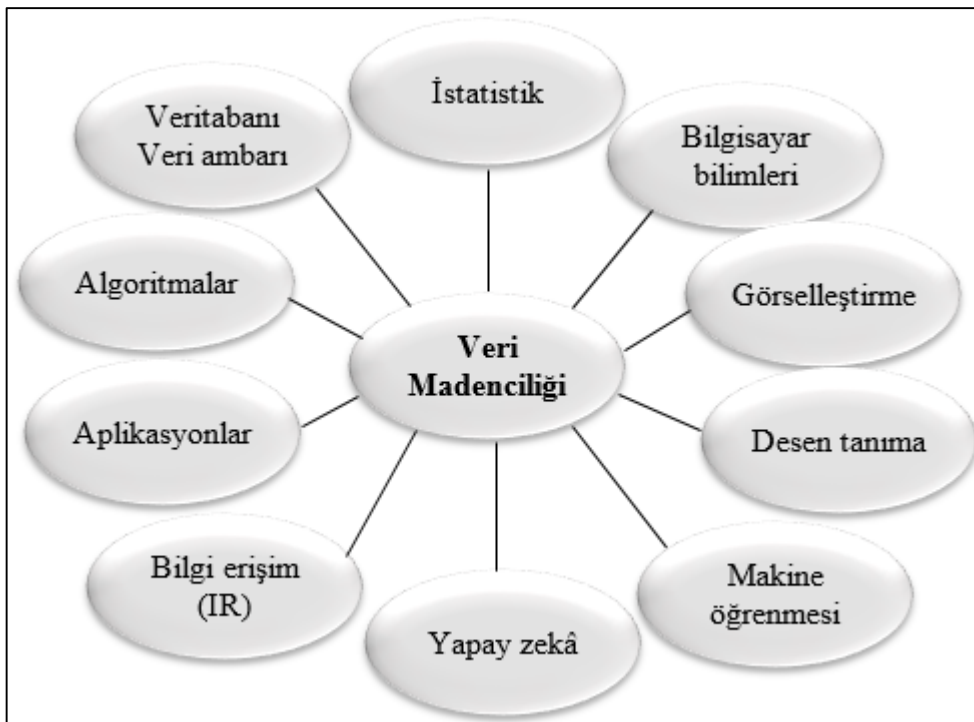 İstatistik
Veritabanı
Veri ambarı
Bilgisayar
bilimleri
Algoritmalar
Görselleştirme
Veri
Madenciliği
Aplikasyonlar
Desen tanıma
Bilgi erişim
(IR)
Makine
öğrenmesi
Yapay zekâ